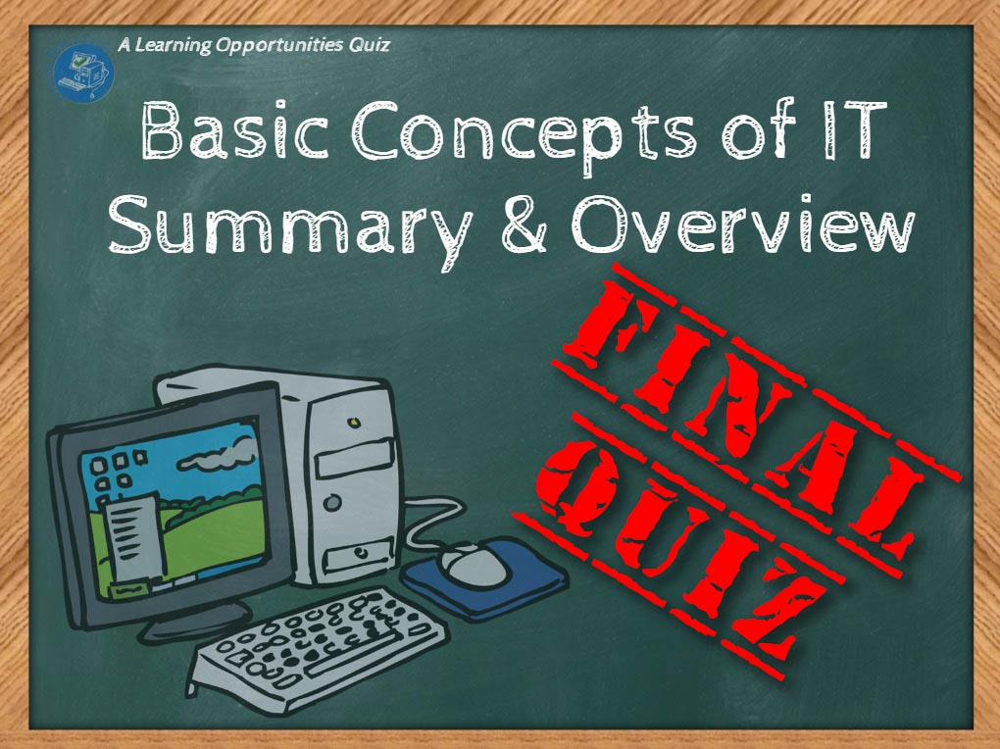 A Learning Opportunities Quiz
Basic Concepts of IT
Summary & Overview
FINAL
QUIZ